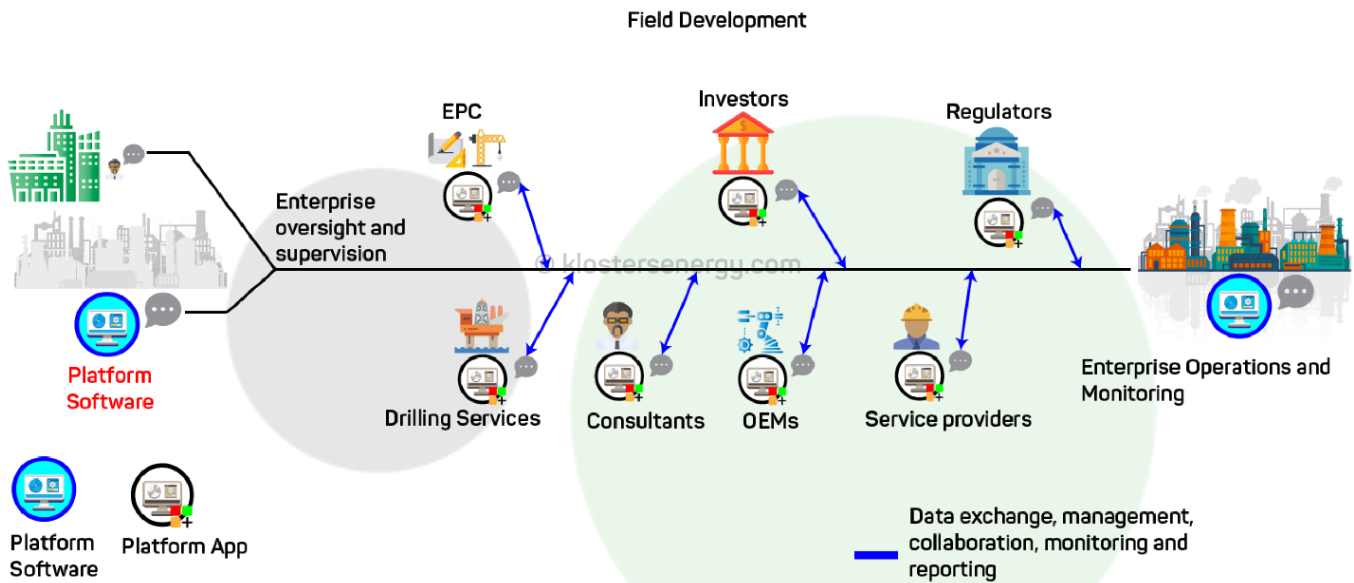 Field Development
EPC
Investors
Regulators
Enterprise
oversight and
supervision
© klostersenergy.com
Platform
Software
Drilling Services
Consultants
OEMs
Service providers
Enterprise Operations and
Monitoring
Platform
Software
Platform App
Data exchange, management,
collaboration, monitoring and
reporting